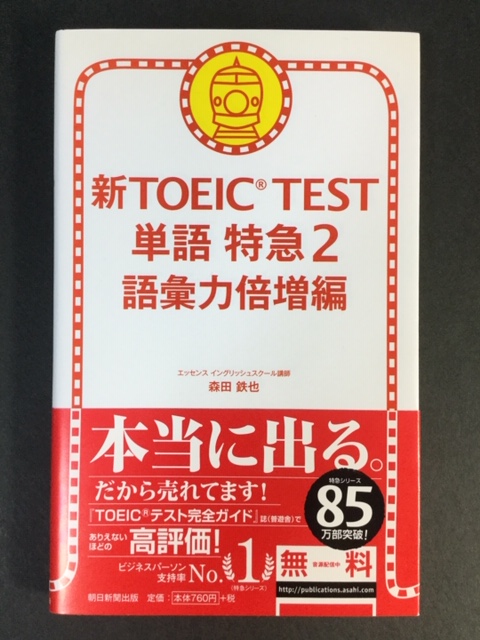 新TOEIC® TEST
単語 特急2
語彙力倍増編
エッセンス イングリッシュスクール講師
森田 鉄也
本当に出る。
だから売れてます!
『TOEIC®テスト完全ガイド』誌(晋遊舎)で
ありえない
ほどの
高評価!
ビジネスパーソン
支持率
No.1
(特急シリーズ)
特急シリーズ
85
万部突破!
無 音源配信中 料
http://publications.asahi.com
朝日新聞出版 定価:本体760円+税